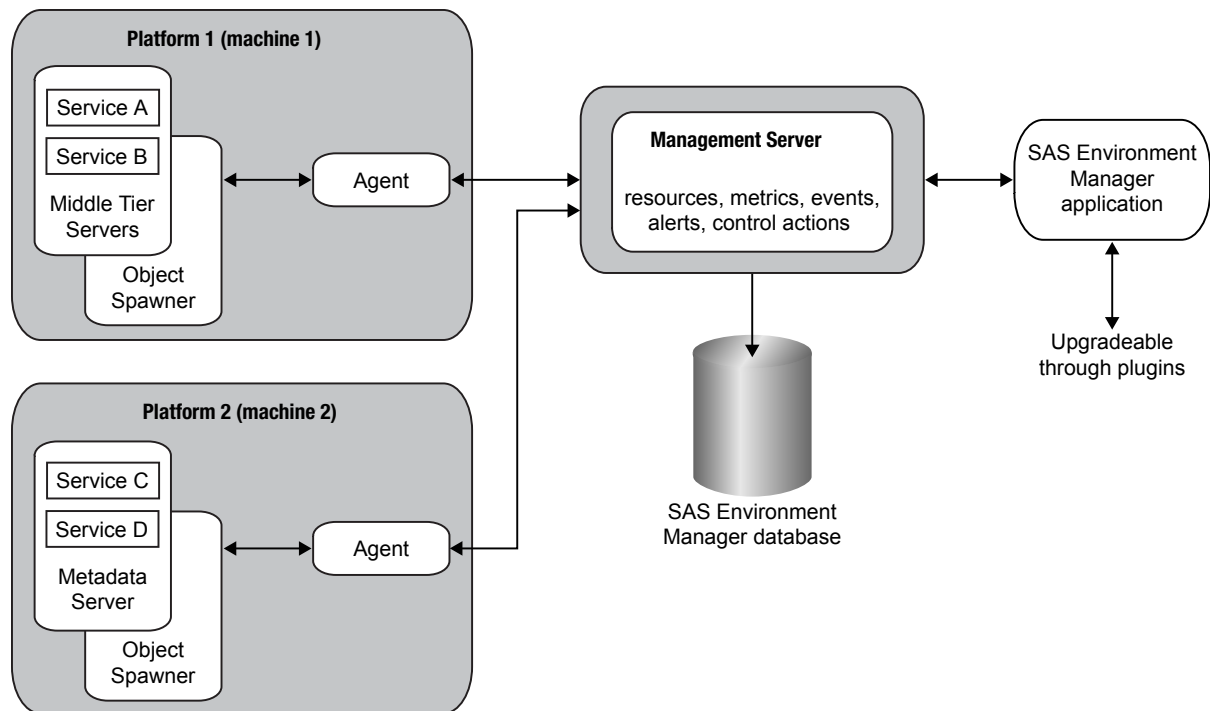 Platform 1 (machine 1)
Service A
Service B
Middle Tier
Servers
Object
Spawner
Agent
Management Server
resources, metrics, events,
alerts, control actions
SAS Environment
Manager
application
Upgradeable
through plugins
SAS Environment
Manager database
Platform 2 (machine 2)
Service C
Service D
Metadata
Server
Object
Spawner
Agent